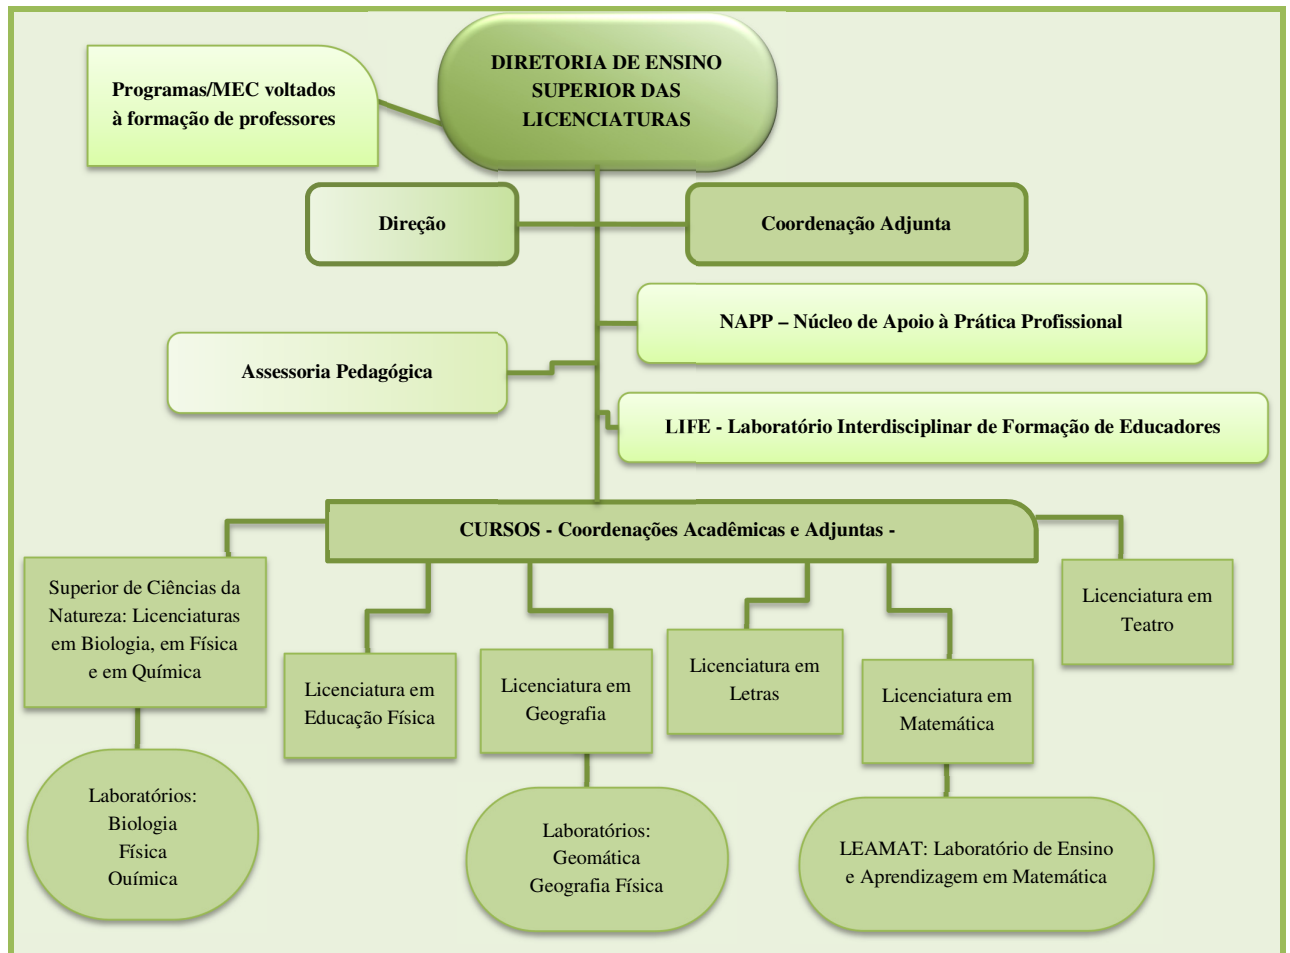 DIRETORIA DE ENSINO
SUPERIOR DAS
LICENCIATURAS
Programas/MEC voltados
à formação de professores
Direção
Coordenação Adjunta
NAPP – Núcleo de Apoio à Prática Profissional
Assessoria Pedagógica
LIFE - Laboratório Interdisciplinar de Formação de Educadores
CURSOS - Coordenações Acadêmicas e Adjuntas -
Superior de Ciências da
Natureza: Licenciaturas
em Biologia, em Física
e em Química
Licenciatura em
Educação Física
Licenciatura em
Geografia
Licenciatura em
Letras
Licenciatura em
Matemática
Licenciatura em
Teatro
Laboratórios:
Biologia
Física
Química
Laboratórios:
Geomática
Geografia Física
LEAMAT: Laboratório de Ensino
e Aprendizagem em Matemática